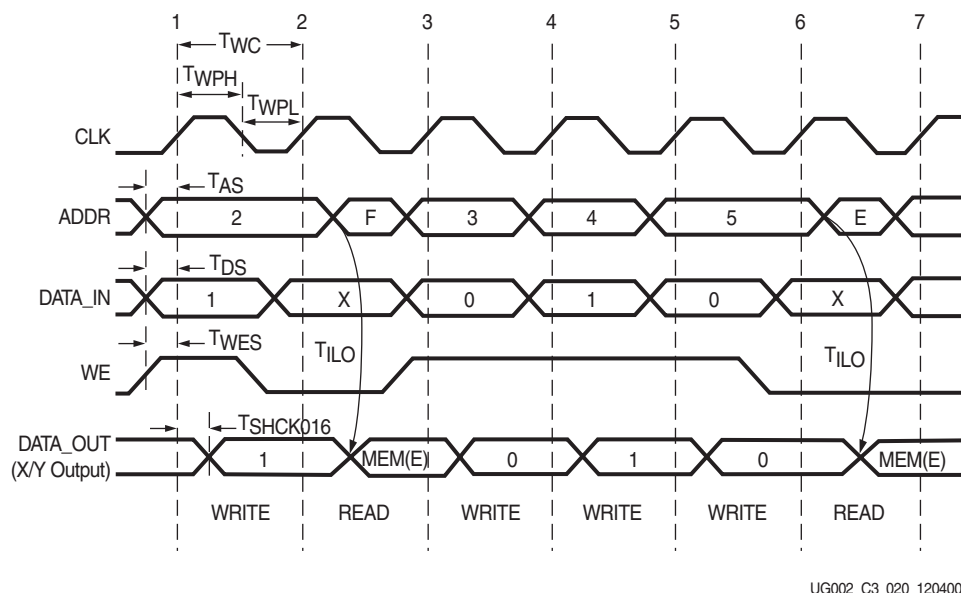 1 2 3 4 5 6 7
TWC
TWPH
TWPL
CLK
TAS
ADDR 2 F 3 4 5 E
TDS
DATA_IN 1 X 0 1 0 X
TWES
WE TILO TILO
TSHCK016
DATA_OUT
(X/Y Output) 1 MEM(E) 0 1 0 MEM(E)
WRITE READ WRITE WRITE WRITE READ
UG002_C3_020_120400